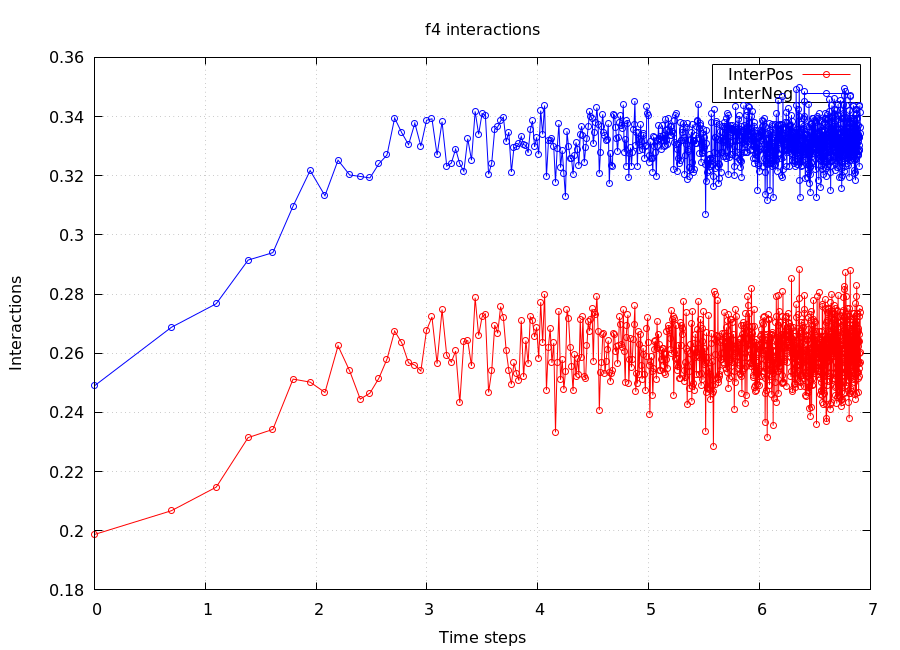 f4 interactions
InterPos
InterNeg
Interactions
0.36
0.34
0.32
0.3
0.28
0.26
0.24
0.22
0.2
0.18
0 1 2 3 4 5 6 7
Time steps